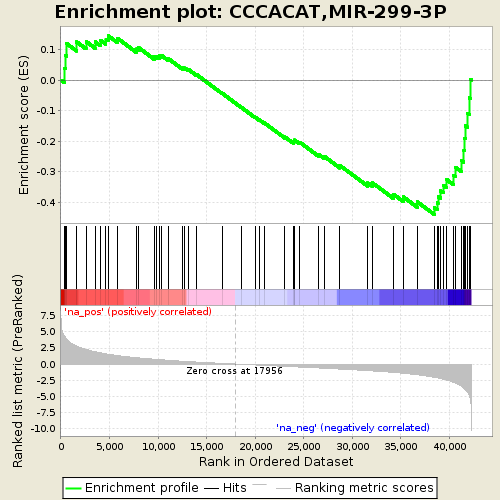 Enrichment plot: CCCACAT,MIR-299-3P
Enrichment score (ES)
0.1
0.0
-0.1
-0.2
-0.3
-0.4
'na_pos' (positively correlated)
Ranked list metric (PreRanked)
7.5
5.0
2.5
0.0
-2.5
-5.0
-7.5
-10.0
Zero cross at 17956
'na_neg' (negatively correlated)
0
5,000
10,000
15,000
20,000
25,000
30,000
35,000
40,000
Rank in Ordered Dataset
Enrichment profile
Hits
Ranking metric scores